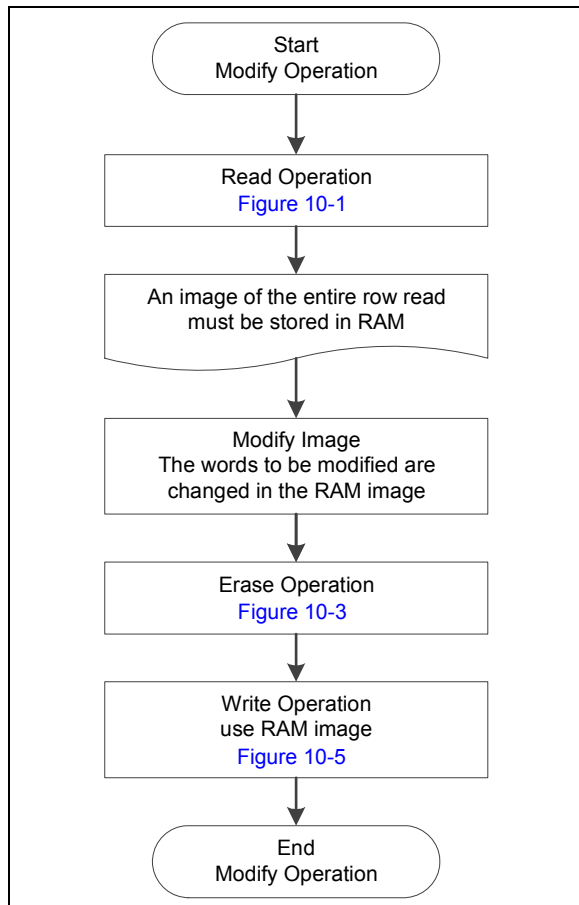 Start
Modify Operation
Read Operation
Figure 10-1
An image of the entire row read
must be stored in RAM
Modify Image
The words to be modified are
changed in the RAM image
Erase Operation
Figure 10-3
Write Operation
use RAM image
Figure 10-5
End
Modify Operation